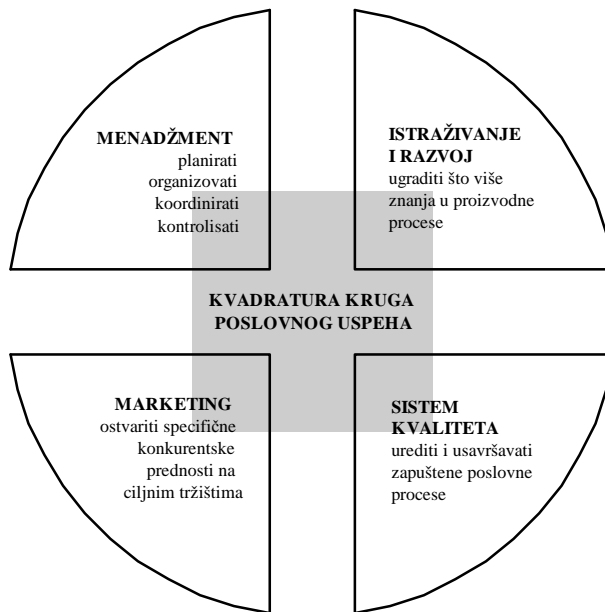 MENADŽMENT
planirati
organizovati
koordinirati
kontrolisati
ISTRAŽIVANJE
I RAZVOJ
ugraditi što više
znanja u proizvodne
procese
KVADRATURA KRUGA
POSLOVNOG USPEHA
MARKETING
ostvariti specifične
konkurentske
prednosti na
ciljnim tržištima
SISTEM
KVALITETA
urediti i usavršavati
zapuštene poslovne
procese